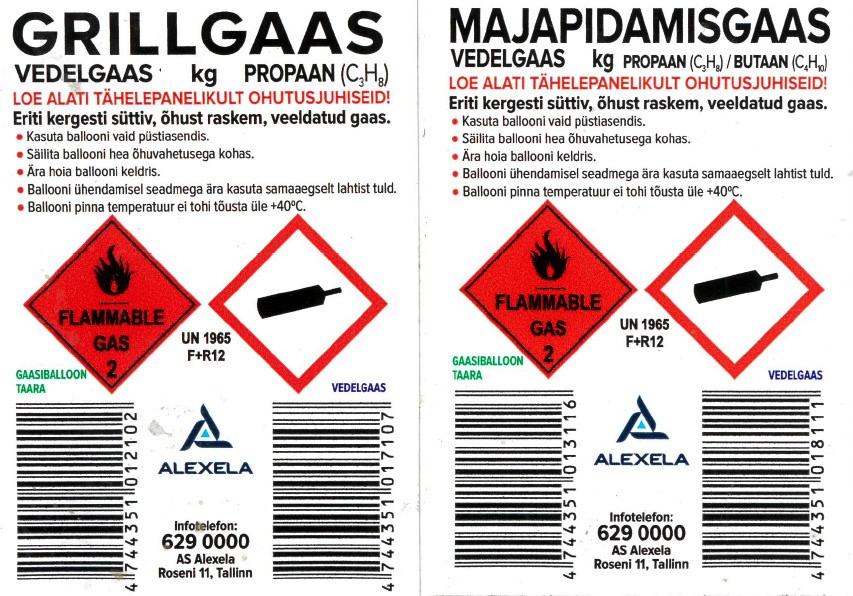 GRILLGAAS
VEDELGAAS kg PROPAAN (C₃H₈)
LOE ALATI TÄHELEPANELIKULT OHUTUSJUHISEID!
Eriti kergesti süttiv, õhust raskem, veeldatud gaas.
• Kasuta ballooni vaid püstiasendis.
• Säilita ballooni hea õhuvahetusega kohas.
• Ära hoia ballooni keldris.
• Ballooni ühendamisel seadmega ära kasuta samaaegselt lahtist tuld.
• Ballooni pinna temperatuur ei tohi tõusta üle +40ºC.
FLAMMABLE
GAS
2
UN 1965
F+R12
GAASIBALLOON
TAARA
VEDELGAAS
4 744351 012102
ALEXELA
Infotelefon:
629 0000
AS Alexela
Roseni 11, Tallinn
4 744351 017107
MAJAPIDAMISGAAS
VEDELGAAS kg PROPAAN (C₃H₈) / BUTAAN (C₄H₁₀)
LOE ALATI TÄHELEPANELIKULT OHUTUSJUHISEID!
Eriti kergesti süttiv, õhust raskem, veeldatud gaas.
• Kasuta ballooni vaid püstiasendis.
• Säilita ballooni hea õhuvahetusega kohas.
• Ära hoia ballooni keldris.
• Ballooni ühendamisel seadmega ära kasuta samaaegselt lahtist tuld.
• Ballooni pinna temperatuur ei tohi tõusta üle +40ºC.
FLAMMABLE
GAS
2
UN 1965
F+R12
GAASIBALLOON
TAARA
VEDELGAAS
4 744351 013116
ALEXELA
Infotelefon:
629 0000
AS Alexela
Roseni 11, Tallinn
4 744351 018111